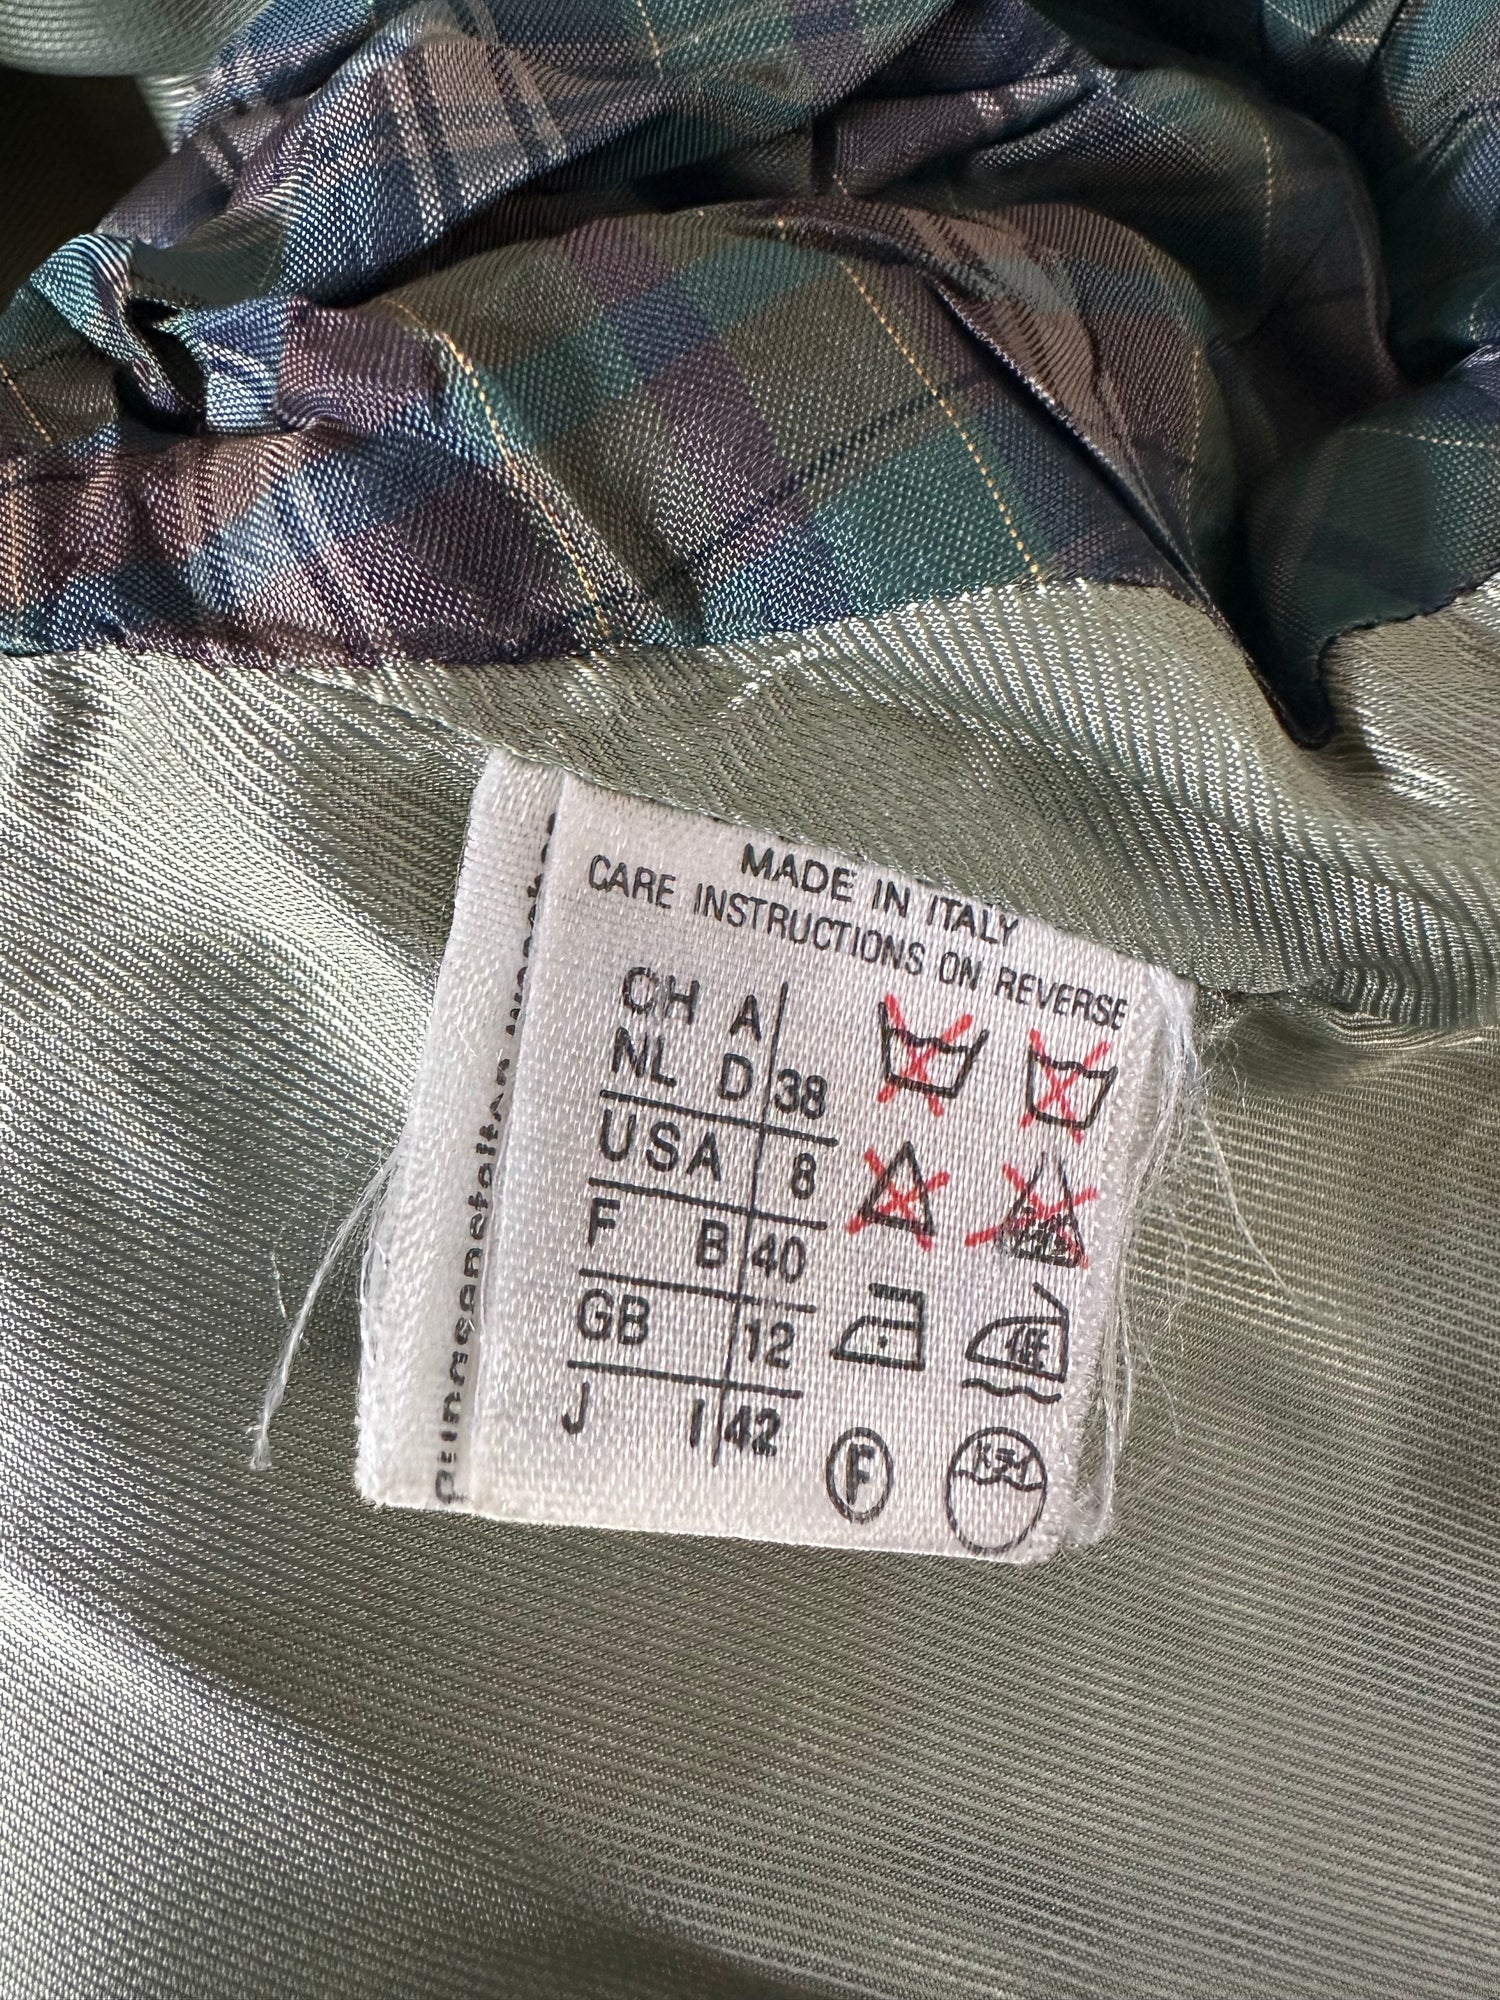 MADE IN ITALY
CARE INSTRUCTIONS ON REVERSE
CH A
NL D 38
USA 8
F B 40
GB 12
J I 42
F